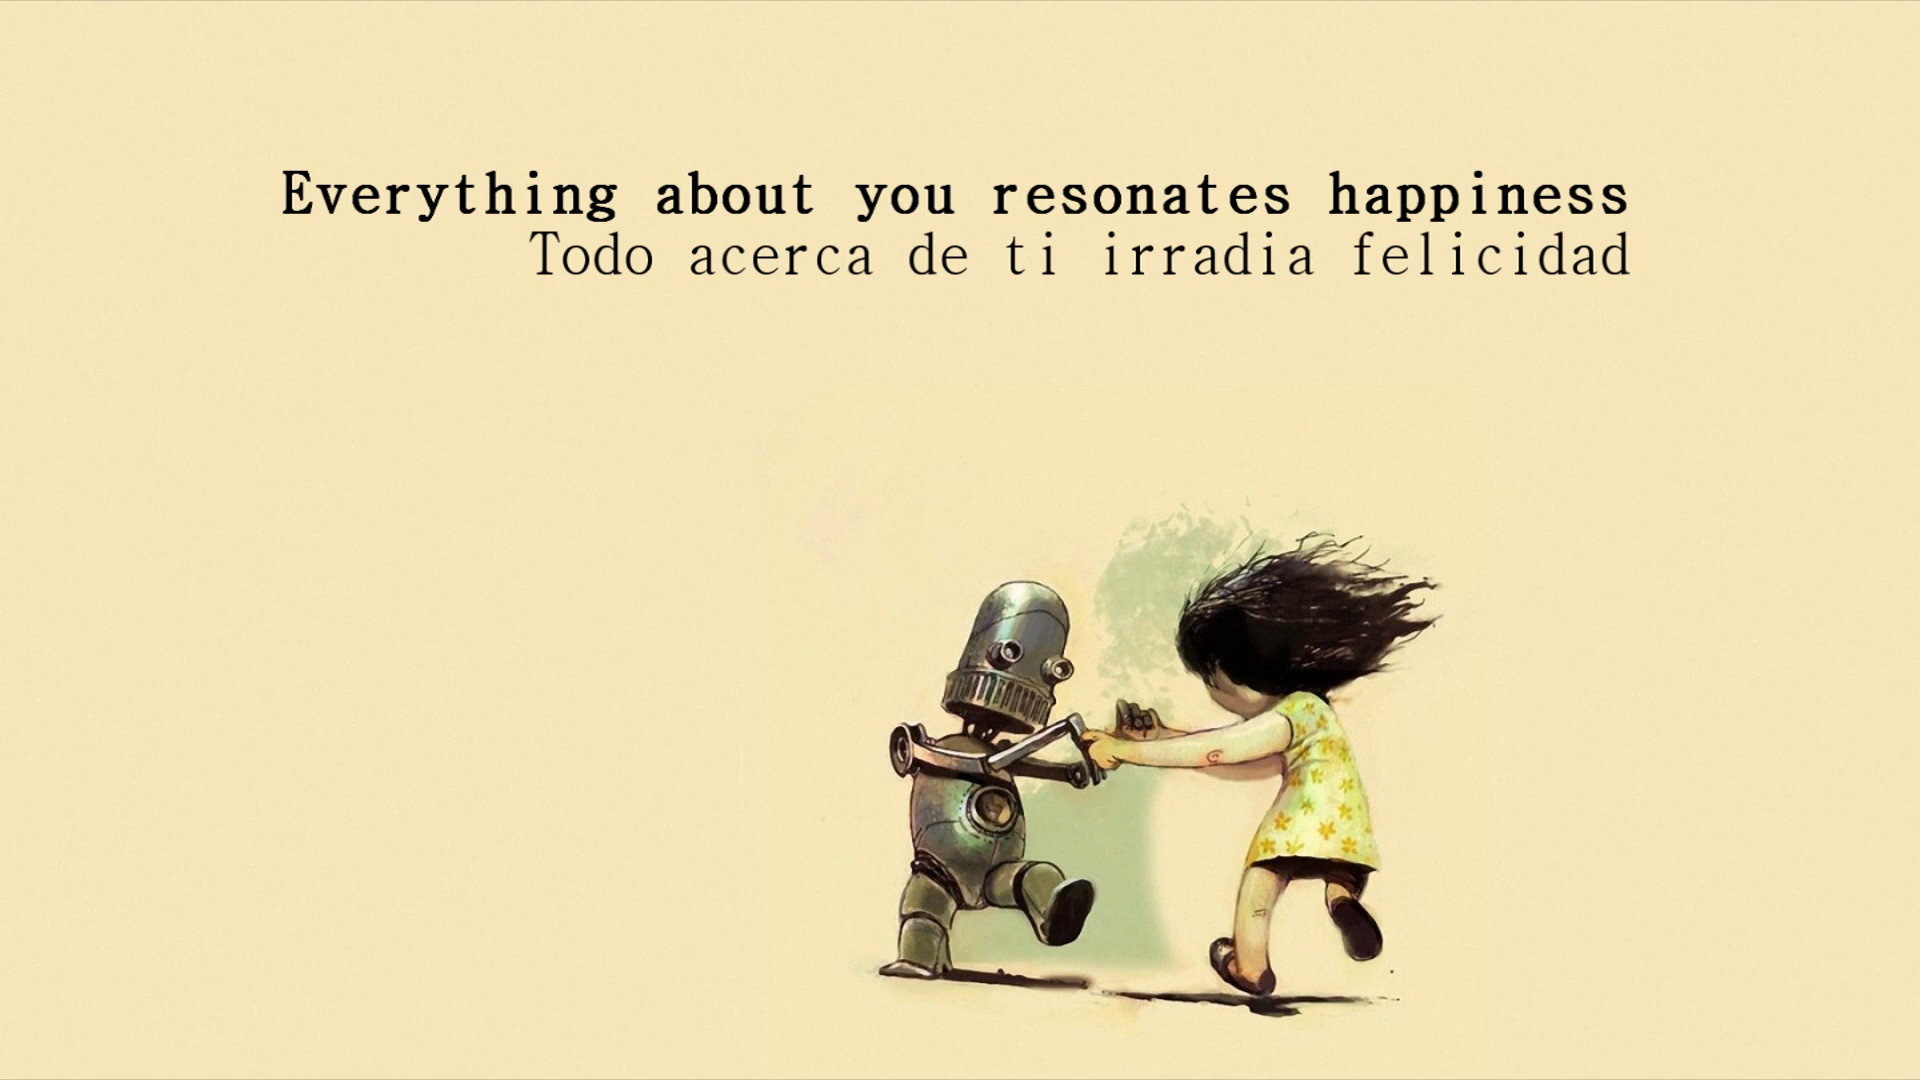 Everything about you resonates happiness
Todo acerca de ti irradia felicidad